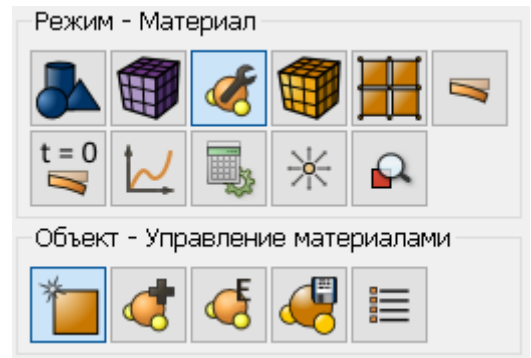 Режим - Материал
t = 0
Объект - Управление материалами
E